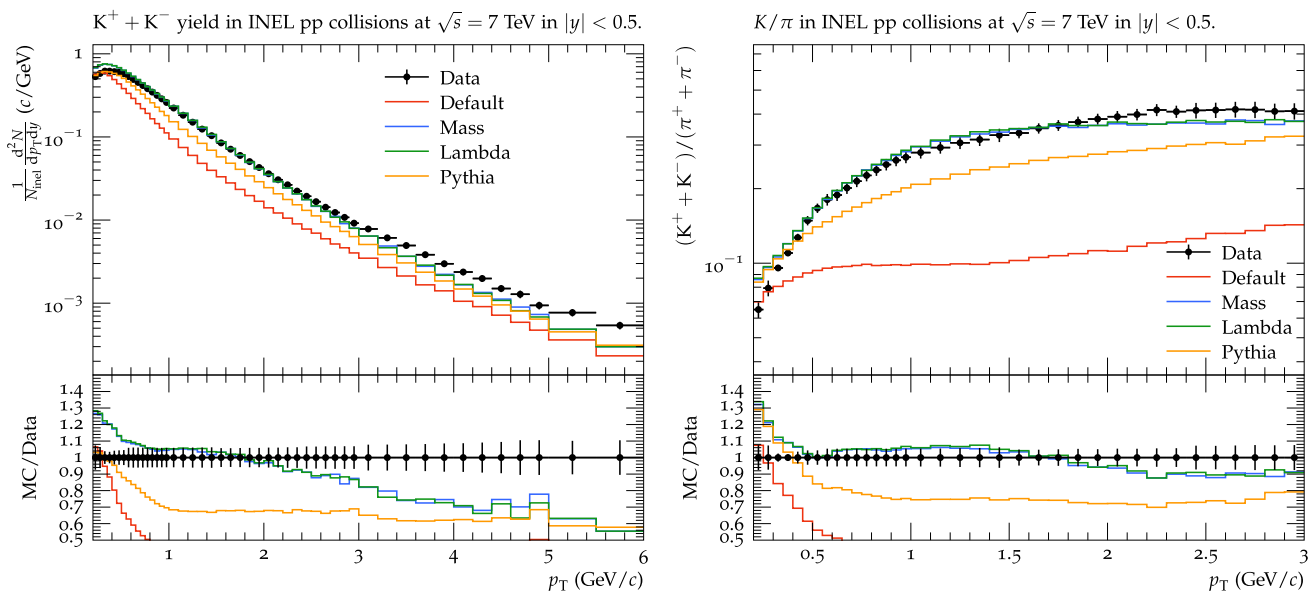 K⁺ + K⁻ yield in INEL pp collisions at √s = 7 TeV in |y| < 0.5.
1/N_inel d²N/dp_Tdy (c/GeV)
1
10⁻¹
10⁻²
10⁻³
Data
Default
Mass
Lambda
Pythia
MC/Data
1.4
1.3
1.2
1.1
1
0.9
0.8
0.7
0.6
0.5
1 2 3 4 5 6
p_T (GeV/c)
K/π in INEL pp collisions at √s = 7 TeV in |y| < 0.5.
(K⁺ + K⁻)/(π⁺ + π⁻)
10⁻¹
Data
Default
Mass
Lambda
Pythia
MC/Data
1.4
1.3
1.2
1.1
1
0.9
0.8
0.7
0.6
0.5
0.5 1 1.5 2 2.5 3
p_T (GeV/c)